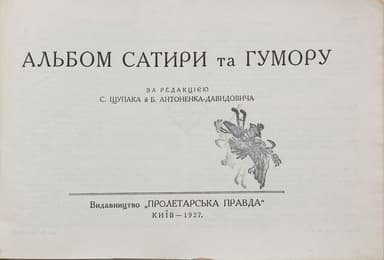 АЛЬБОМ САТИРИ та ГУМОРУ
ЗА РЕДАКЦІЄЮ
С. ЩУПАКА й Б. АНТОНЕНКА-ДАВИДОВИЧА
Видавництво „ПРОЛЕТАРСЬКА ПРАВДА“
КИЇВ—1927.